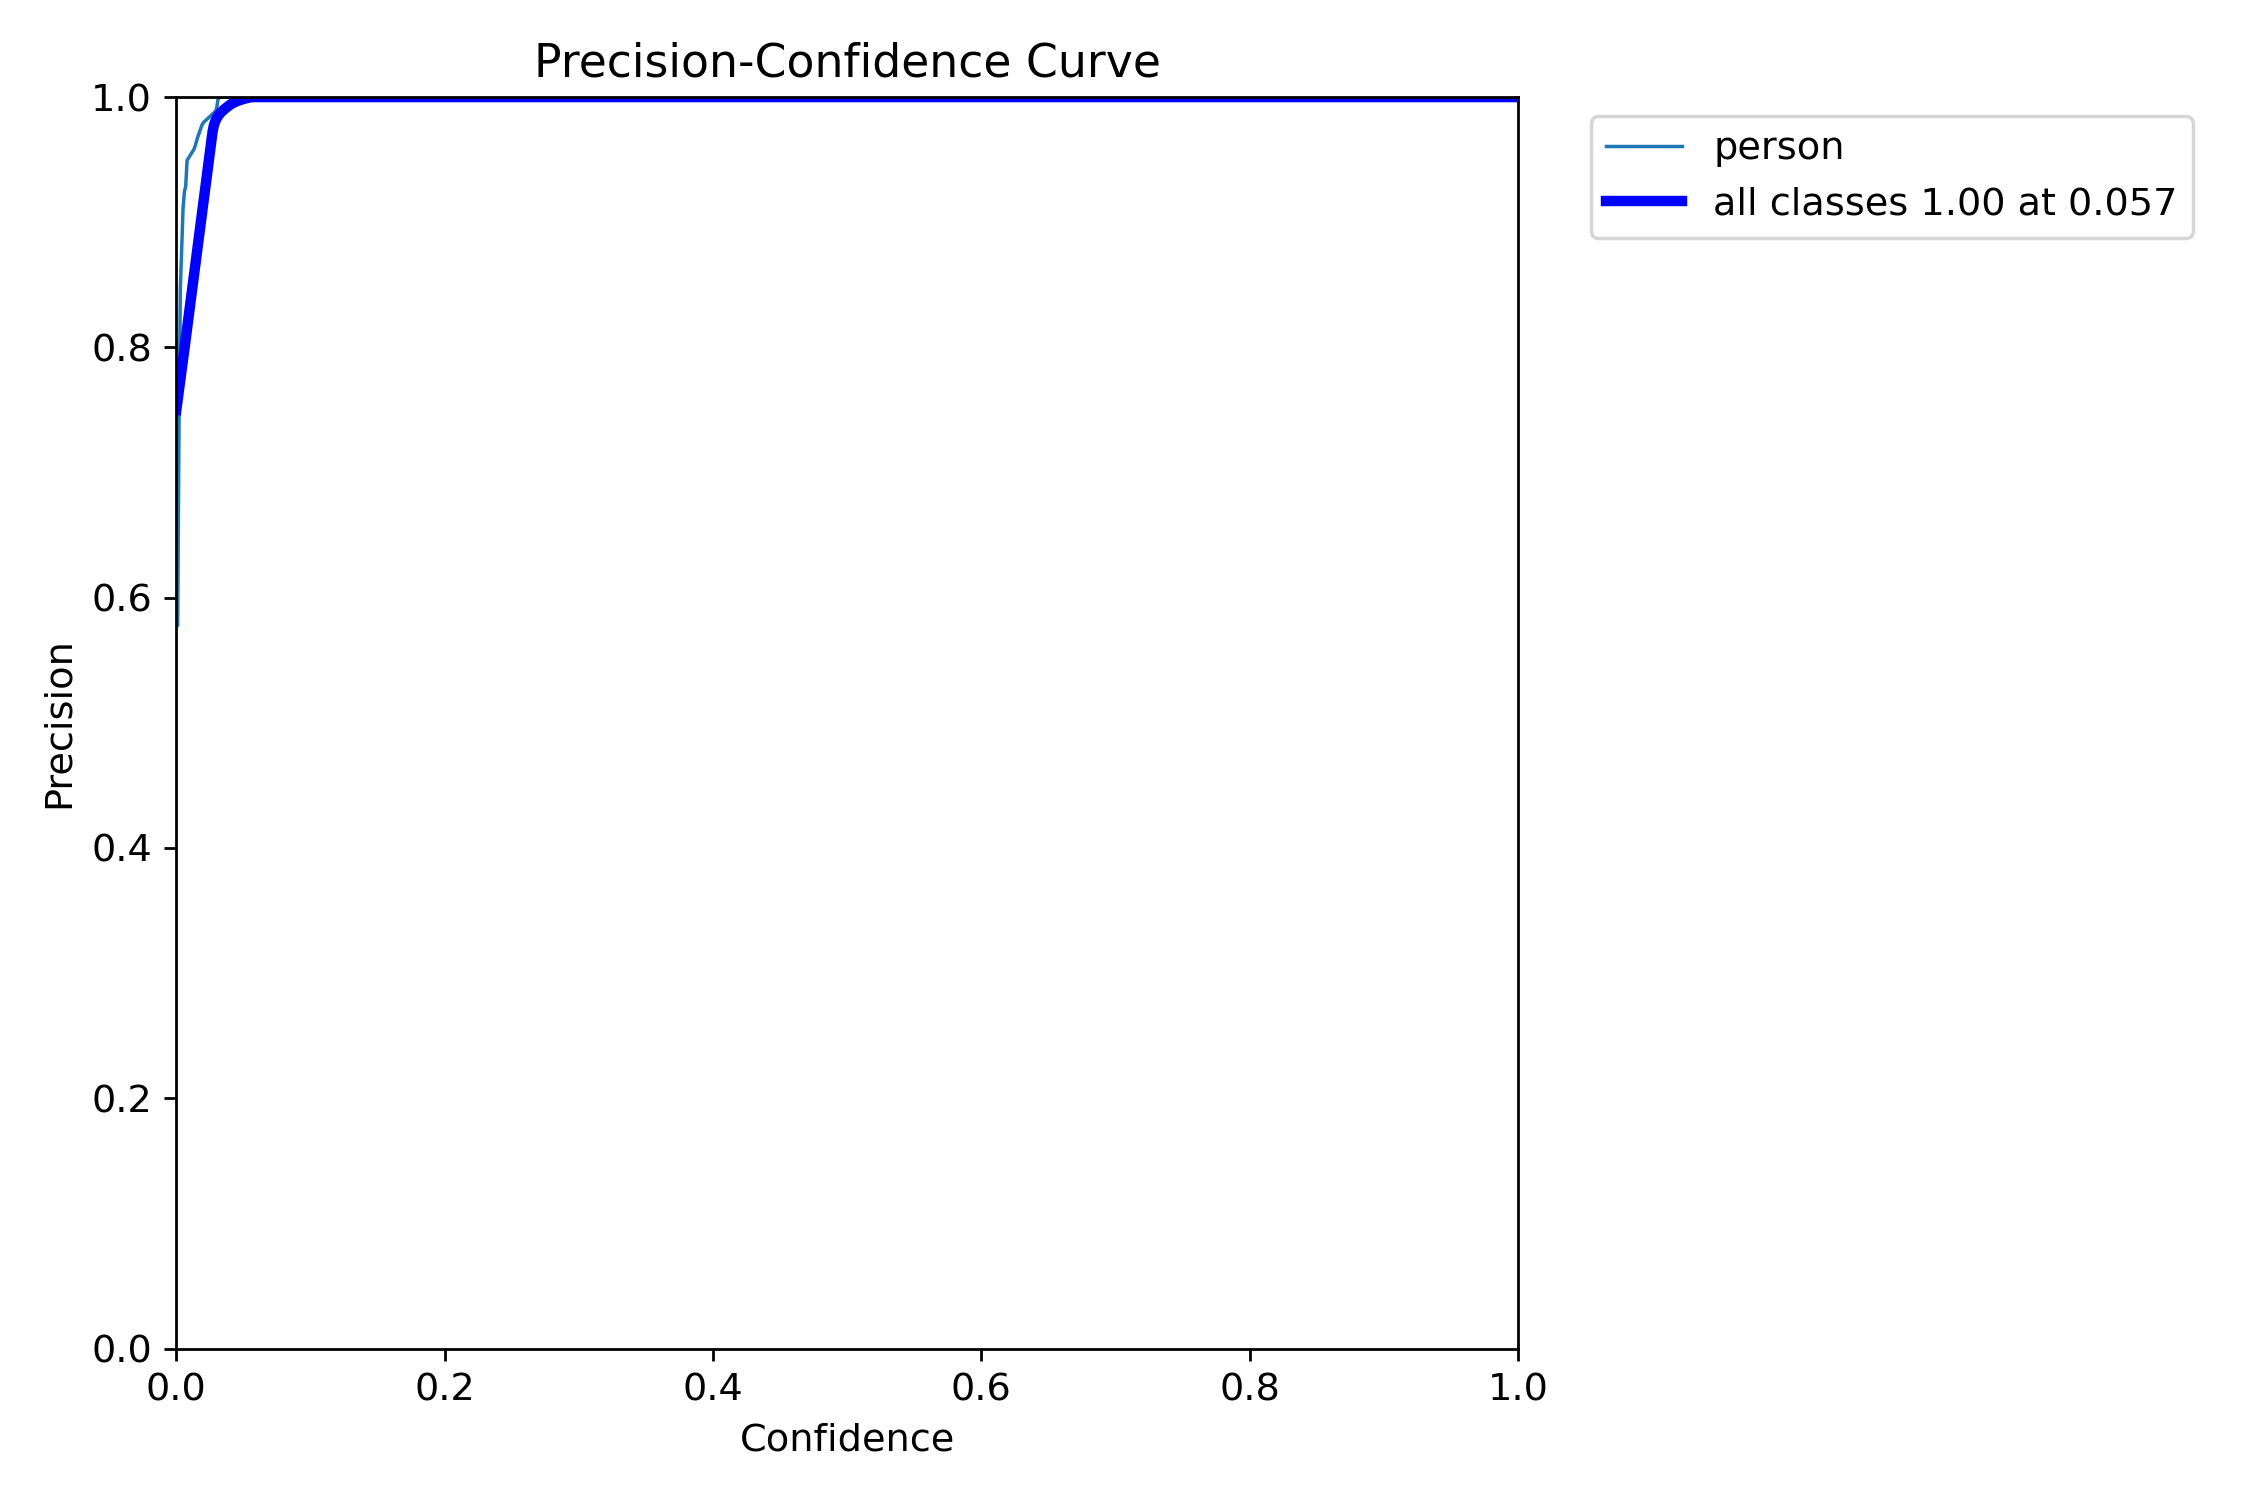 Precision-Confidence Curve
1.0
0.8
0.6
0.4
0.2
0.0
Precision
0.0 0.2 0.4 0.6 0.8 1.0
Confidence
person
all classes 1.00 at 0.057